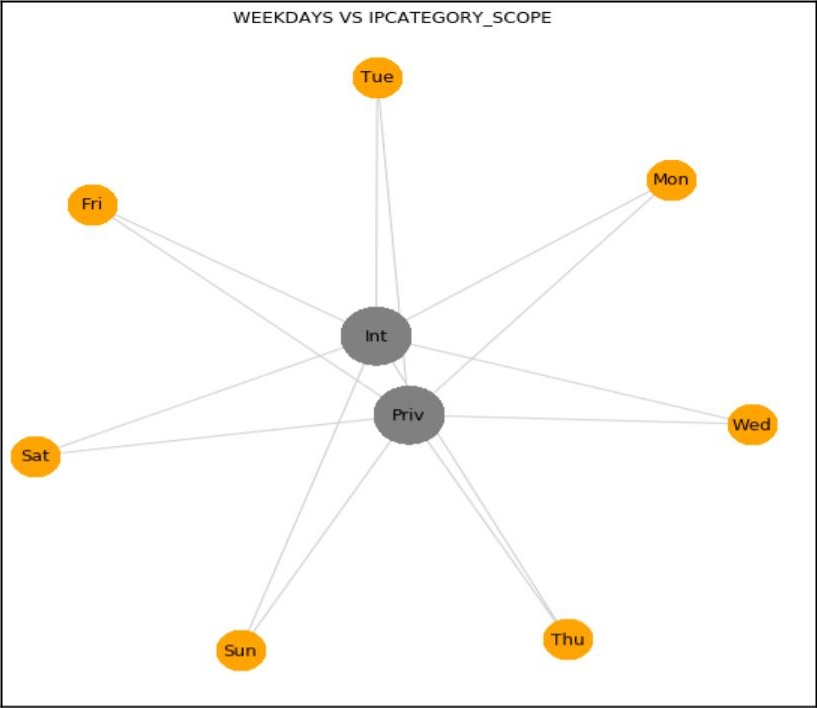 WEEKDAYS VS IPCATEGORY_SCOPE
Tue
Mon
Fri
Int
Priv
Wed
Sat
Thu
Sun